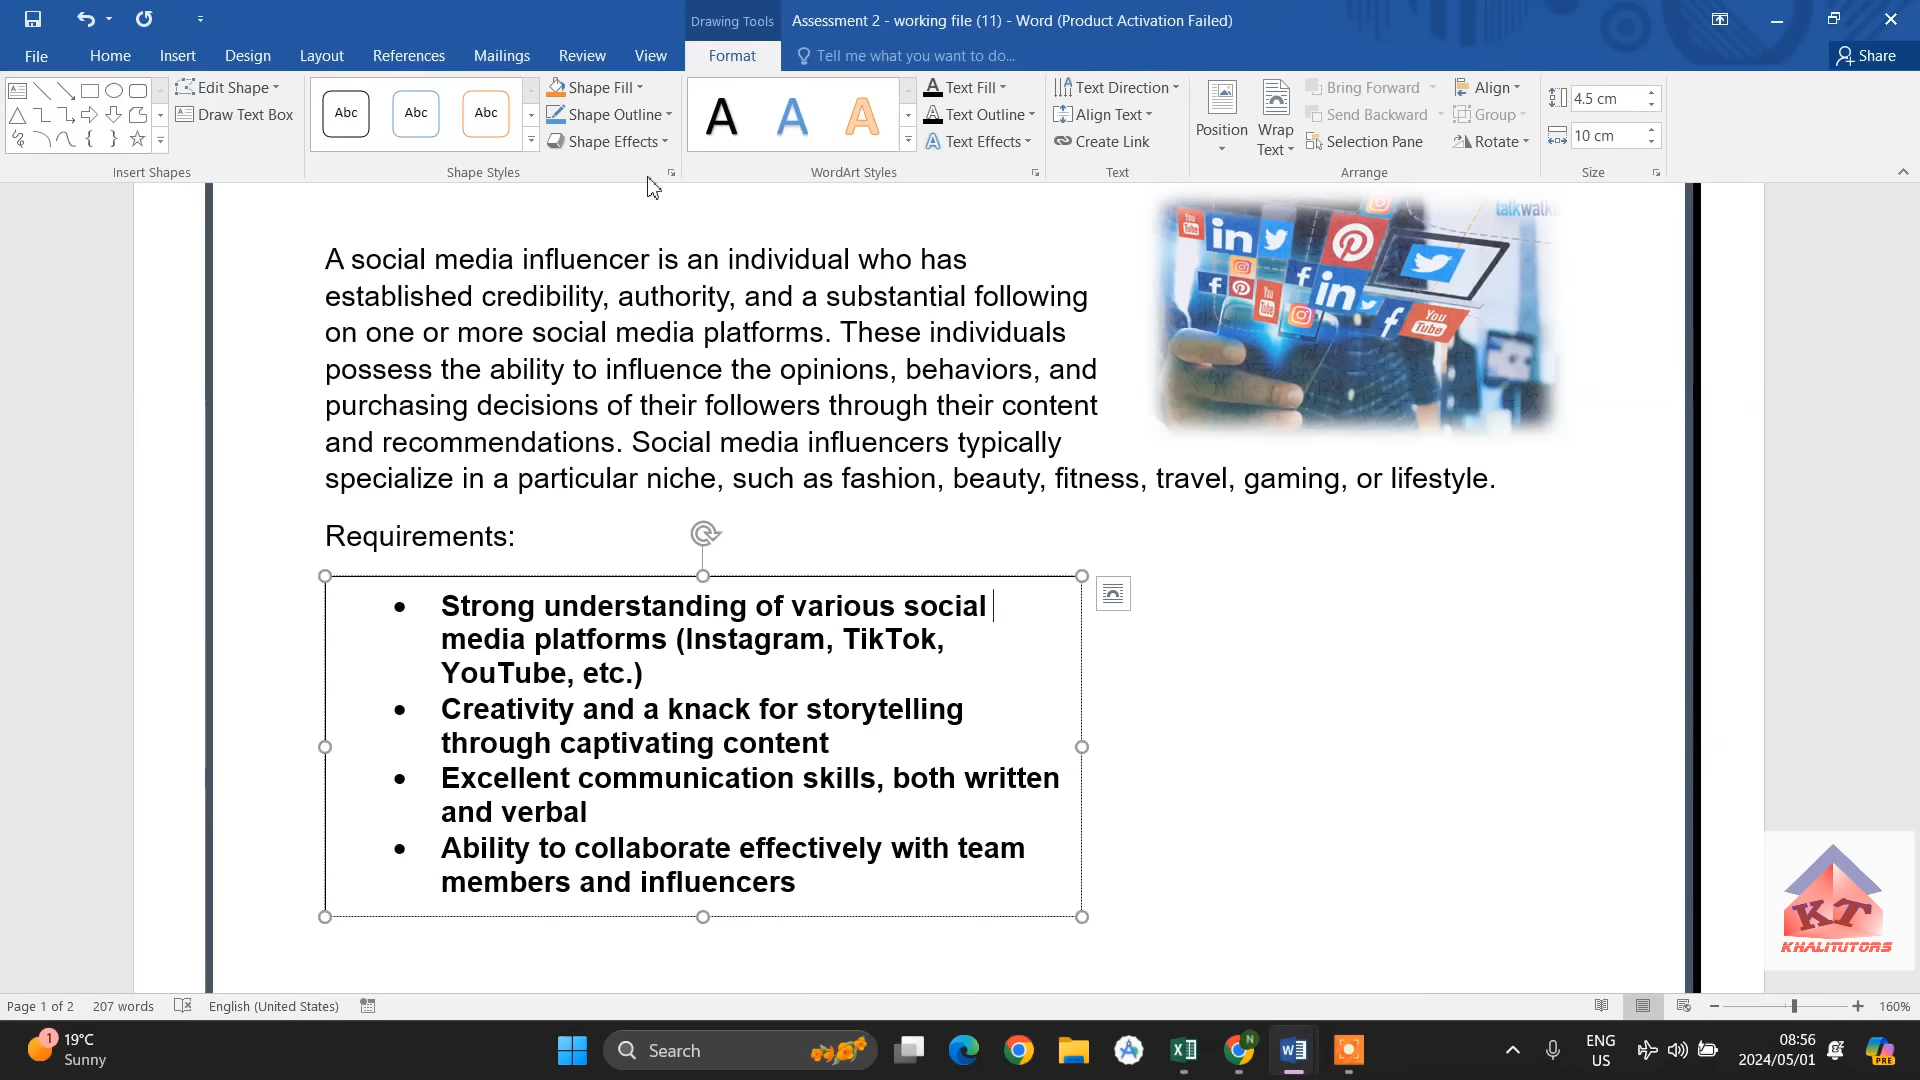 Drawing Tools
Assessment 2 - working file (11) - Word (Product Activation Failed)
File Home Insert Design Layout References Mailings Review View Format Tell me what you want to do... Share
Edit Shape
Draw Text Box
Insert Shapes
Abc Abc Abc
Shape Fill
Shape Outline
Shape Effects
Shape Styles
A A A
Text Fill
Text Outline
Text Effects
WordArt Styles
Text Direction
Align Text
Create Link
Text
Position
Wrap Text
Bring Forward
Send Backward
Selection Pane
Align
Group
Rotate
Arrange
4.5 cm
10 cm
Size
A social media influencer is an individual who has
established credibility, authority, and a substantial following
on one or more social media platforms. These individuals
possess the ability to influence the opinions, behaviors, and
purchasing decisions of their followers through their content
and recommendations. Social media influencers typically
specialize in a particular niche, such as fashion, beauty, fitness, travel, gaming, or lifestyle.
You Tube
in
in
You Tube
You Tube
Requirements:
• Strong understanding of various social
media platforms (Instagram, TikTok,
YouTube, etc.)
• Creativity and a knack for storytelling
through captivating content
• Excellent communication skills, both written
and verbal
• Ability to collaborate effectively with team
members and influencers
KT
KHALITUTORS
Page 1 of 2 207 words English (United States) 160%
1
19°C
Sunny
Search
N
ENG
US
08:56
2024/05/01
PRE